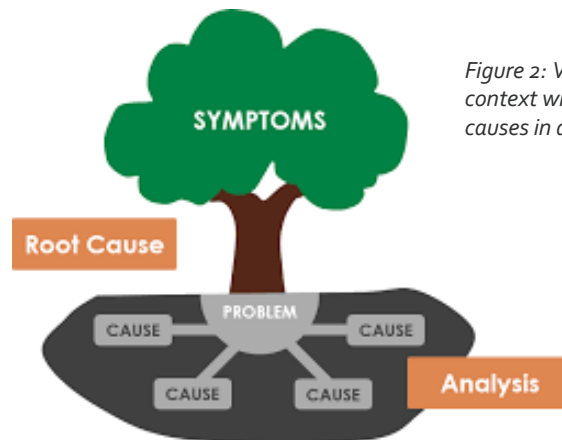 Figure 2: V
context w
causes in a
SYMPTOMS
Root Cause
PROBLEM
CAUSE
CAUSE
CAUSE
CAUSE
Analysis